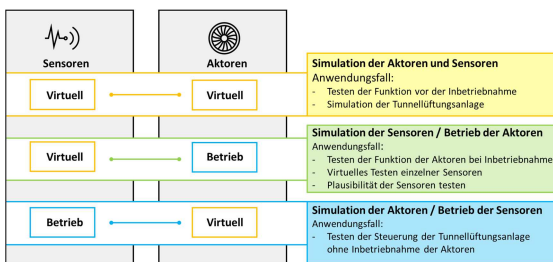 Sensoren
Aktoren
Virtuell
Virtuell
Simulation der Aktoren und Sensoren
Anwendungsfall:
- Testen der Funktion vor der Inbetriebnahme
- Simulation der Tunnellüftungsanlage
Virtuell
Betrieb
Simulation der Sensoren / Betrieb der Aktoren
Anwendungsfall:
- Testen der Funktion der Aktoren bei Inbetriebnahme
- Virtuelles Testen einzelner Sensoren
- Plausibilität der Sensoren testen
Betrieb
Virtuell
Simulation der Aktoren / Betrieb der Sensoren
Anwendungsfall:
- Testen der Steuerung der Tunnellüftungsanlage
ohne Inbetriebnahme der Aktoren